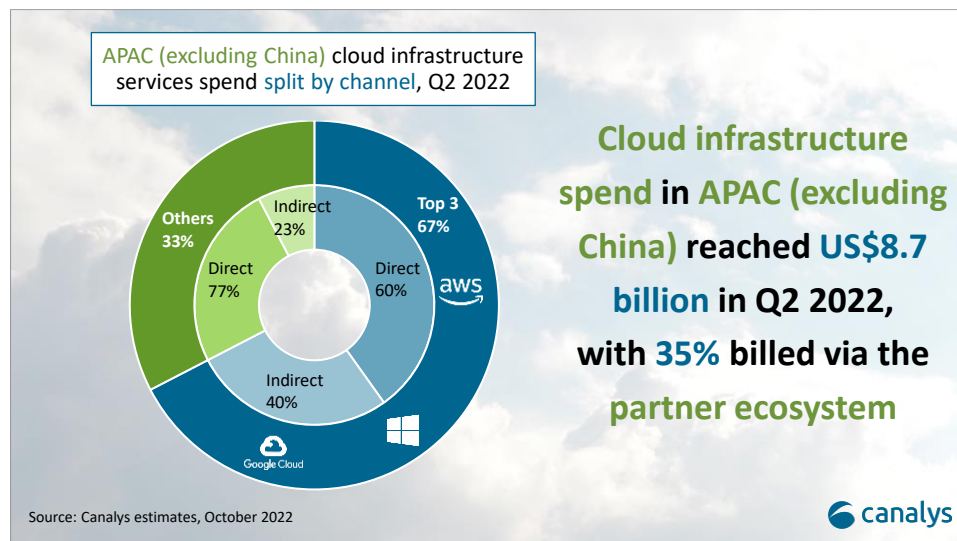 APAC (excluding China) cloud infrastructure
services spend split by channel, Q2 2022
Others
33%
Indirect
23%
Top 3
67%
Direct
77%
Direct
60%
aws
Indirect
40%
Google Cloud
Cloud infrastructure
spend in APAC (excluding
China) reached US$8.7
billion in Q2 2022,
with 35% billed via the
partner ecosystem
Source: Canalys estimates, October 2022
canalys